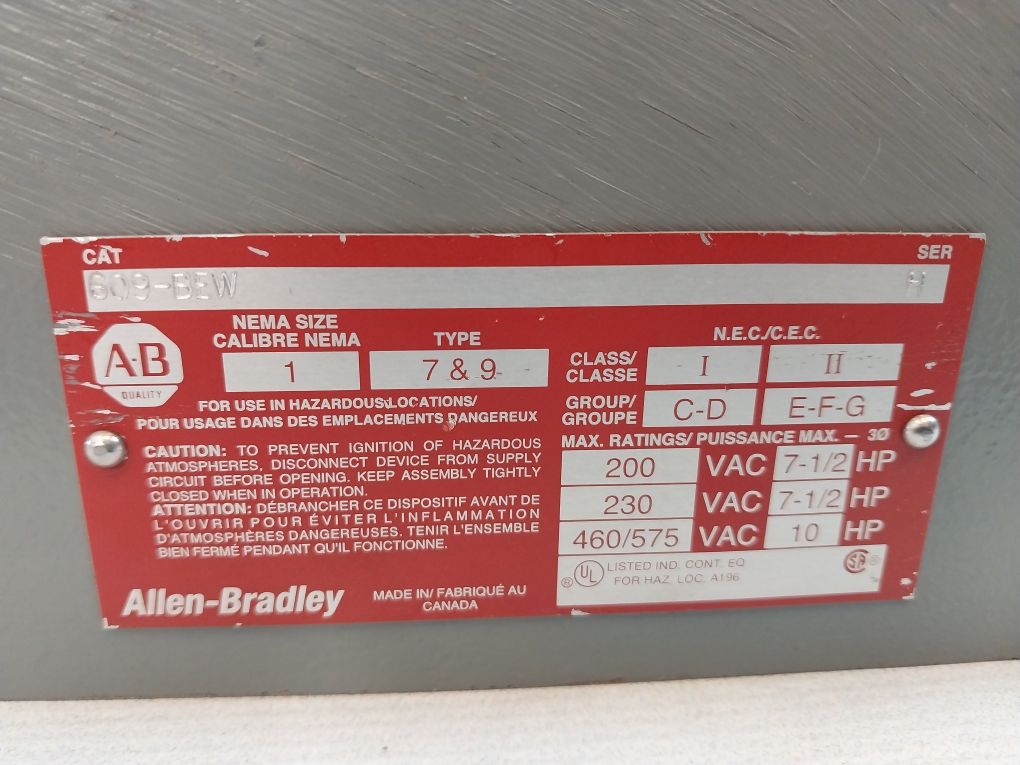 CAT SER
609-BEW H
A-B
QUALITY
NEMA SIZE
CALIBRE NEMA
1
TYPE
7 & 9
FOR USE IN HAZARDOUS LOCATIONS/
POUR USAGE DANS DES EMPLACEMENTS DANGEREUX
CAUTION: TO PREVENT IGNITION OF HAZARDOUS
ATMOSPHERES, DISCONNECT DEVICE FROM SUPPLY
CIRCUIT BEFORE OPENING. KEEP ASSEMBLY TIGHTLY
CLOSED WHEN IN OPERATION.
ATTENTION: DÉBRANCHER CE DISPOSITIF AVANT DE
L'OUVRIR POUR ÉVITER L'INFLAMMATION
D'ATMOSPHÈRES DANGEREUSES. TENIR L'ENSEMBLE
BIEN FERMÉ PENDANT QU'IL FONCTIONNE.
Allen-Bradley
MADE IN/ FABRIQUÉ AU
CANADA
N.E.C./C.E.C.
CLASS/
CLASSE
I II
GROUP/
GROUPE
C-D E-F-G
MAX. RATINGS/ PUISSANCE MAX. — 3Ø
200 VAC 7-1/2 HP
230 VAC 7-1/2 HP
460/575 VAC 10 HP
® UL LISTED IND. CONT. EQ
FOR HAZ. LOC. A196
SA ®